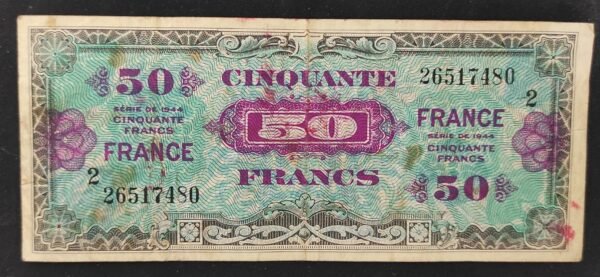 50
SÉRIE DE 1944
CINQUANTE
FRANCS
FRANCE
2
26517480
CINQUANTE
50
FRANCS
26517480
2
FRANCE
SÉRIE DE 1944
CINQUANTE
FRANCS
50